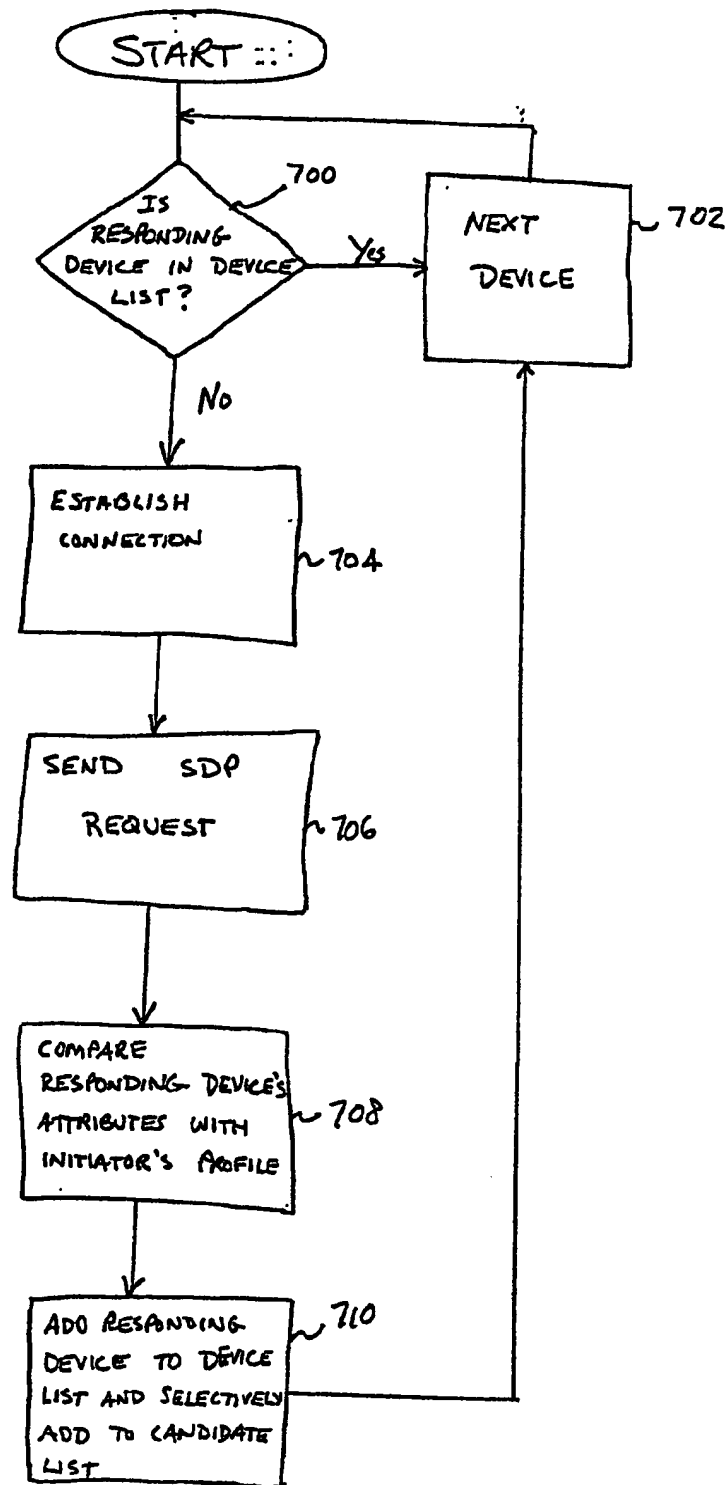 START
700
IS
RESPONDING
DEVICE IN DEVICE
LIST?
Yes
NEXT
DEVICE
702
No
ESTABLISH
CONNECTION
704
SEND SDP
REQUEST
706
COMPARE
RESPONDING DEVICE'S
ATTRIBUTES WITH
INITIATOR'S PROFILE
708
ADD RESPONDING
DEVICE TO DEVICE
LIST AND SELECTIVELY
ADD TO CANDIDATE
LIST
710